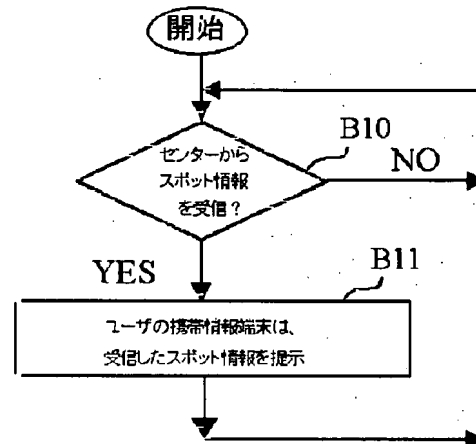 開始
B10
センターから
スポット情報
を受信？
NO
YES
B11
ユーザの携帯情報端末は、
受信したスポット情報を提示